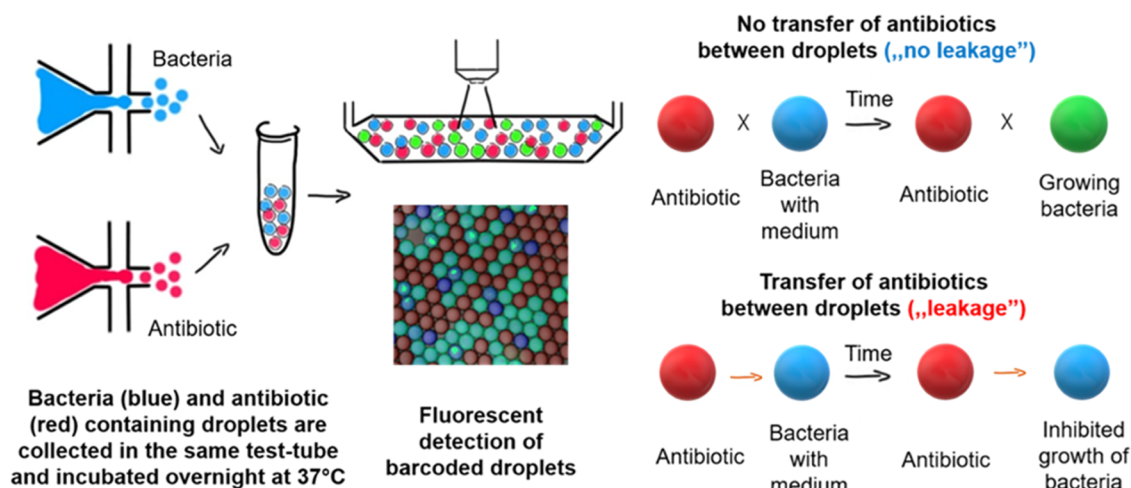 Bacteria
Antibiotic
Bacteria (blue) and antibiotic
(red) containing droplets are
collected in the same test-tube
and incubated overnight at 37°C
Fluorescent
detection of
barcoded droplets
No transfer of antibiotics
between droplets („no leakage”)
X
Time
X
Antibiotic
Bacteria
with
medium
Antibiotic
Growing
bacteria
Transfer of antibiotics
between droplets („leakage”)
Time
Antibiotic
Bacteria
with
medium
Antibiotic
Inhibited
growth of
bacteria